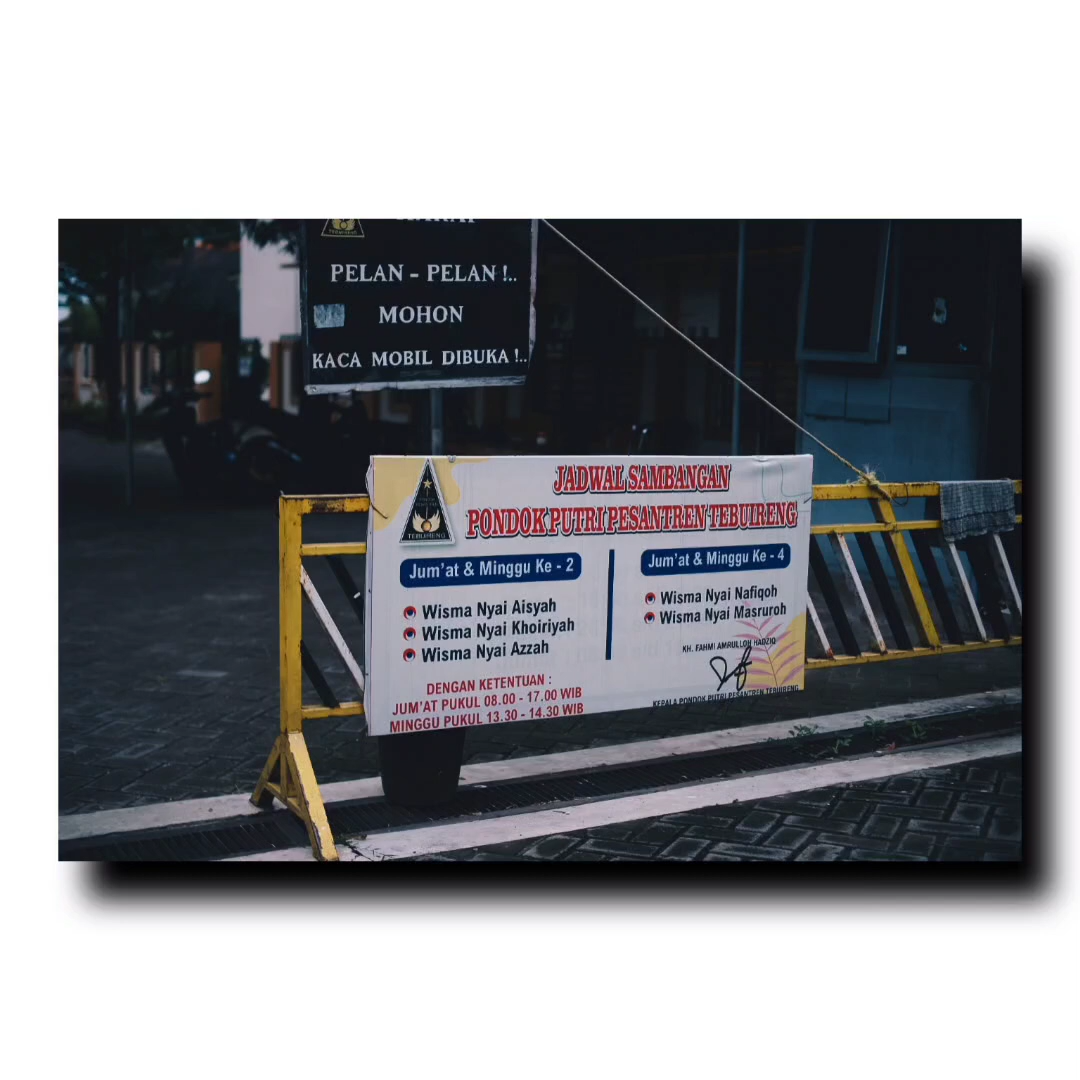 TEBUIRENG
PELAN - PELAN !..
MOHON
KACA MOBIL DIBUKA !..
JADWAL SAMBANGAN
PONDOK PUTRI PESANTREN TEBUIRENG
TEBUIRENG
Jum'at & Minggu Ke - 2
Wisma Nyai Aisyah
Wisma Nyai Khoiriyah
Wisma Nyai Azzah
Jum'at & Minggu Ke - 4
Wisma Nyai Nafiqoh
Wisma Nyai Masruroh
KH. FAHMI AMRULLOH HADZIQ
KEPALA PONDOK PUTRI PESANTREN TEBUIRENG
DENGAN KETENTUAN :
JUM'AT PUKUL 08.00 - 17.00 WIB
MINGGU PUKUL 13.30 - 14.30 WIB